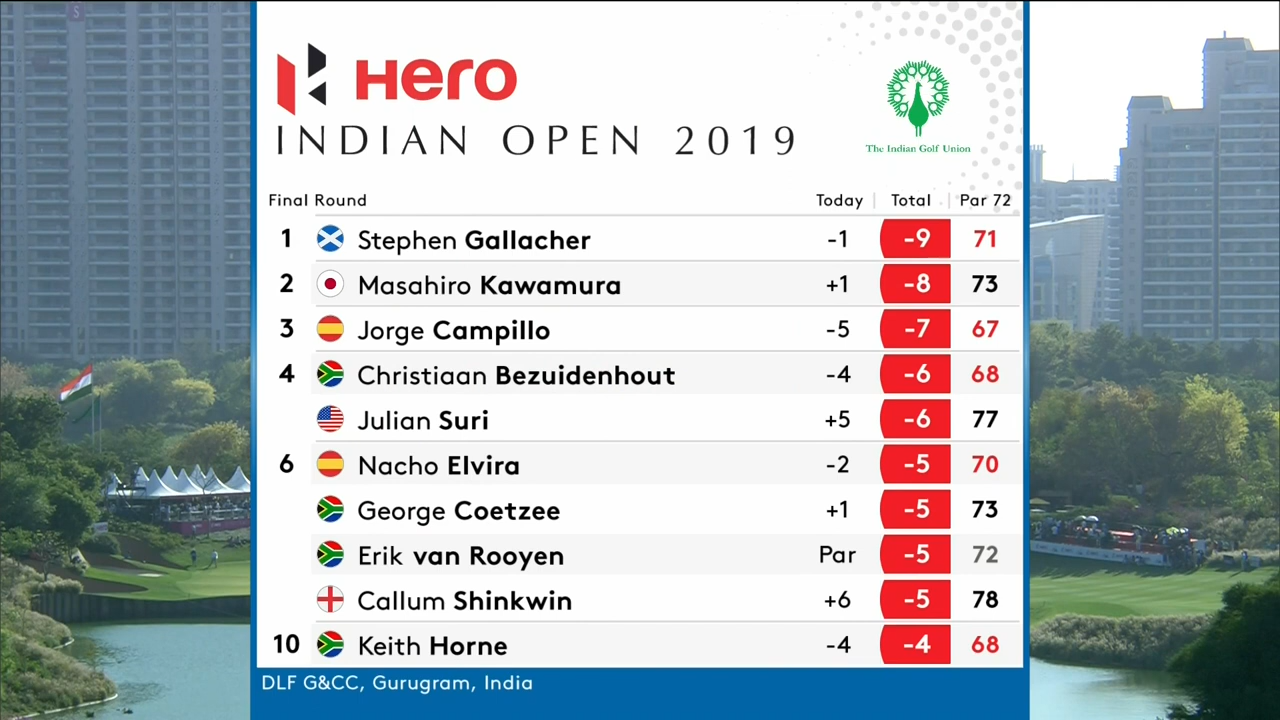 S
HERO
INDIAN OPEN 2019
The Indian Golf Union
Final Round Today Total Par 72
1 Stephen Gallacher -1 -9 71
2 Masahiro Kawamura +1 -8 73
3 Jorge Campillo -5 -7 67
4 Christiaan Bezuidenhout -4 -6 68
Julian Suri +5 -6 77
6 Nacho Elvira -2 -5 70
George Coetzee +1 -5 73
Erik van Rooyen Par -5 72
Callum Shinkwin +6 -5 78
10 Keith Horne -4 -4 68
DLF G&CC, Gurugram, India